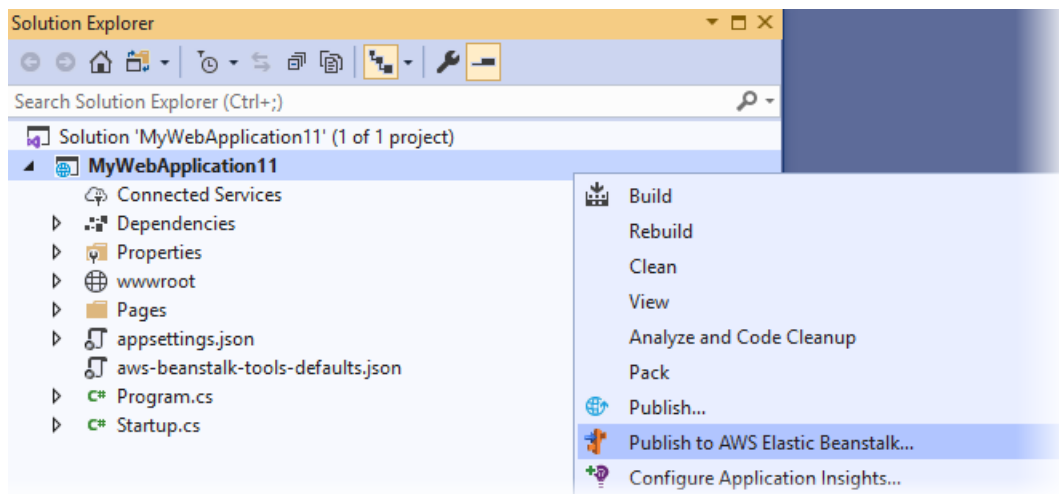 Solution Explorer
Search Solution Explorer (Ctrl+;)
Solution 'MyWebApplication11' (1 of 1 project)
MyWebApplication11
Connected Services
Dependencies
Properties
wwwroot
Pages
appsettings.json
aws-beanstalk-tools-defaults.json
C# Program.cs
C# Startup.cs
Build
Rebuild
Clean
View
Analyze and Code Cleanup
Pack
Publish...
Publish to AWS Elastic Beanstalk...
Configure Application Insights...